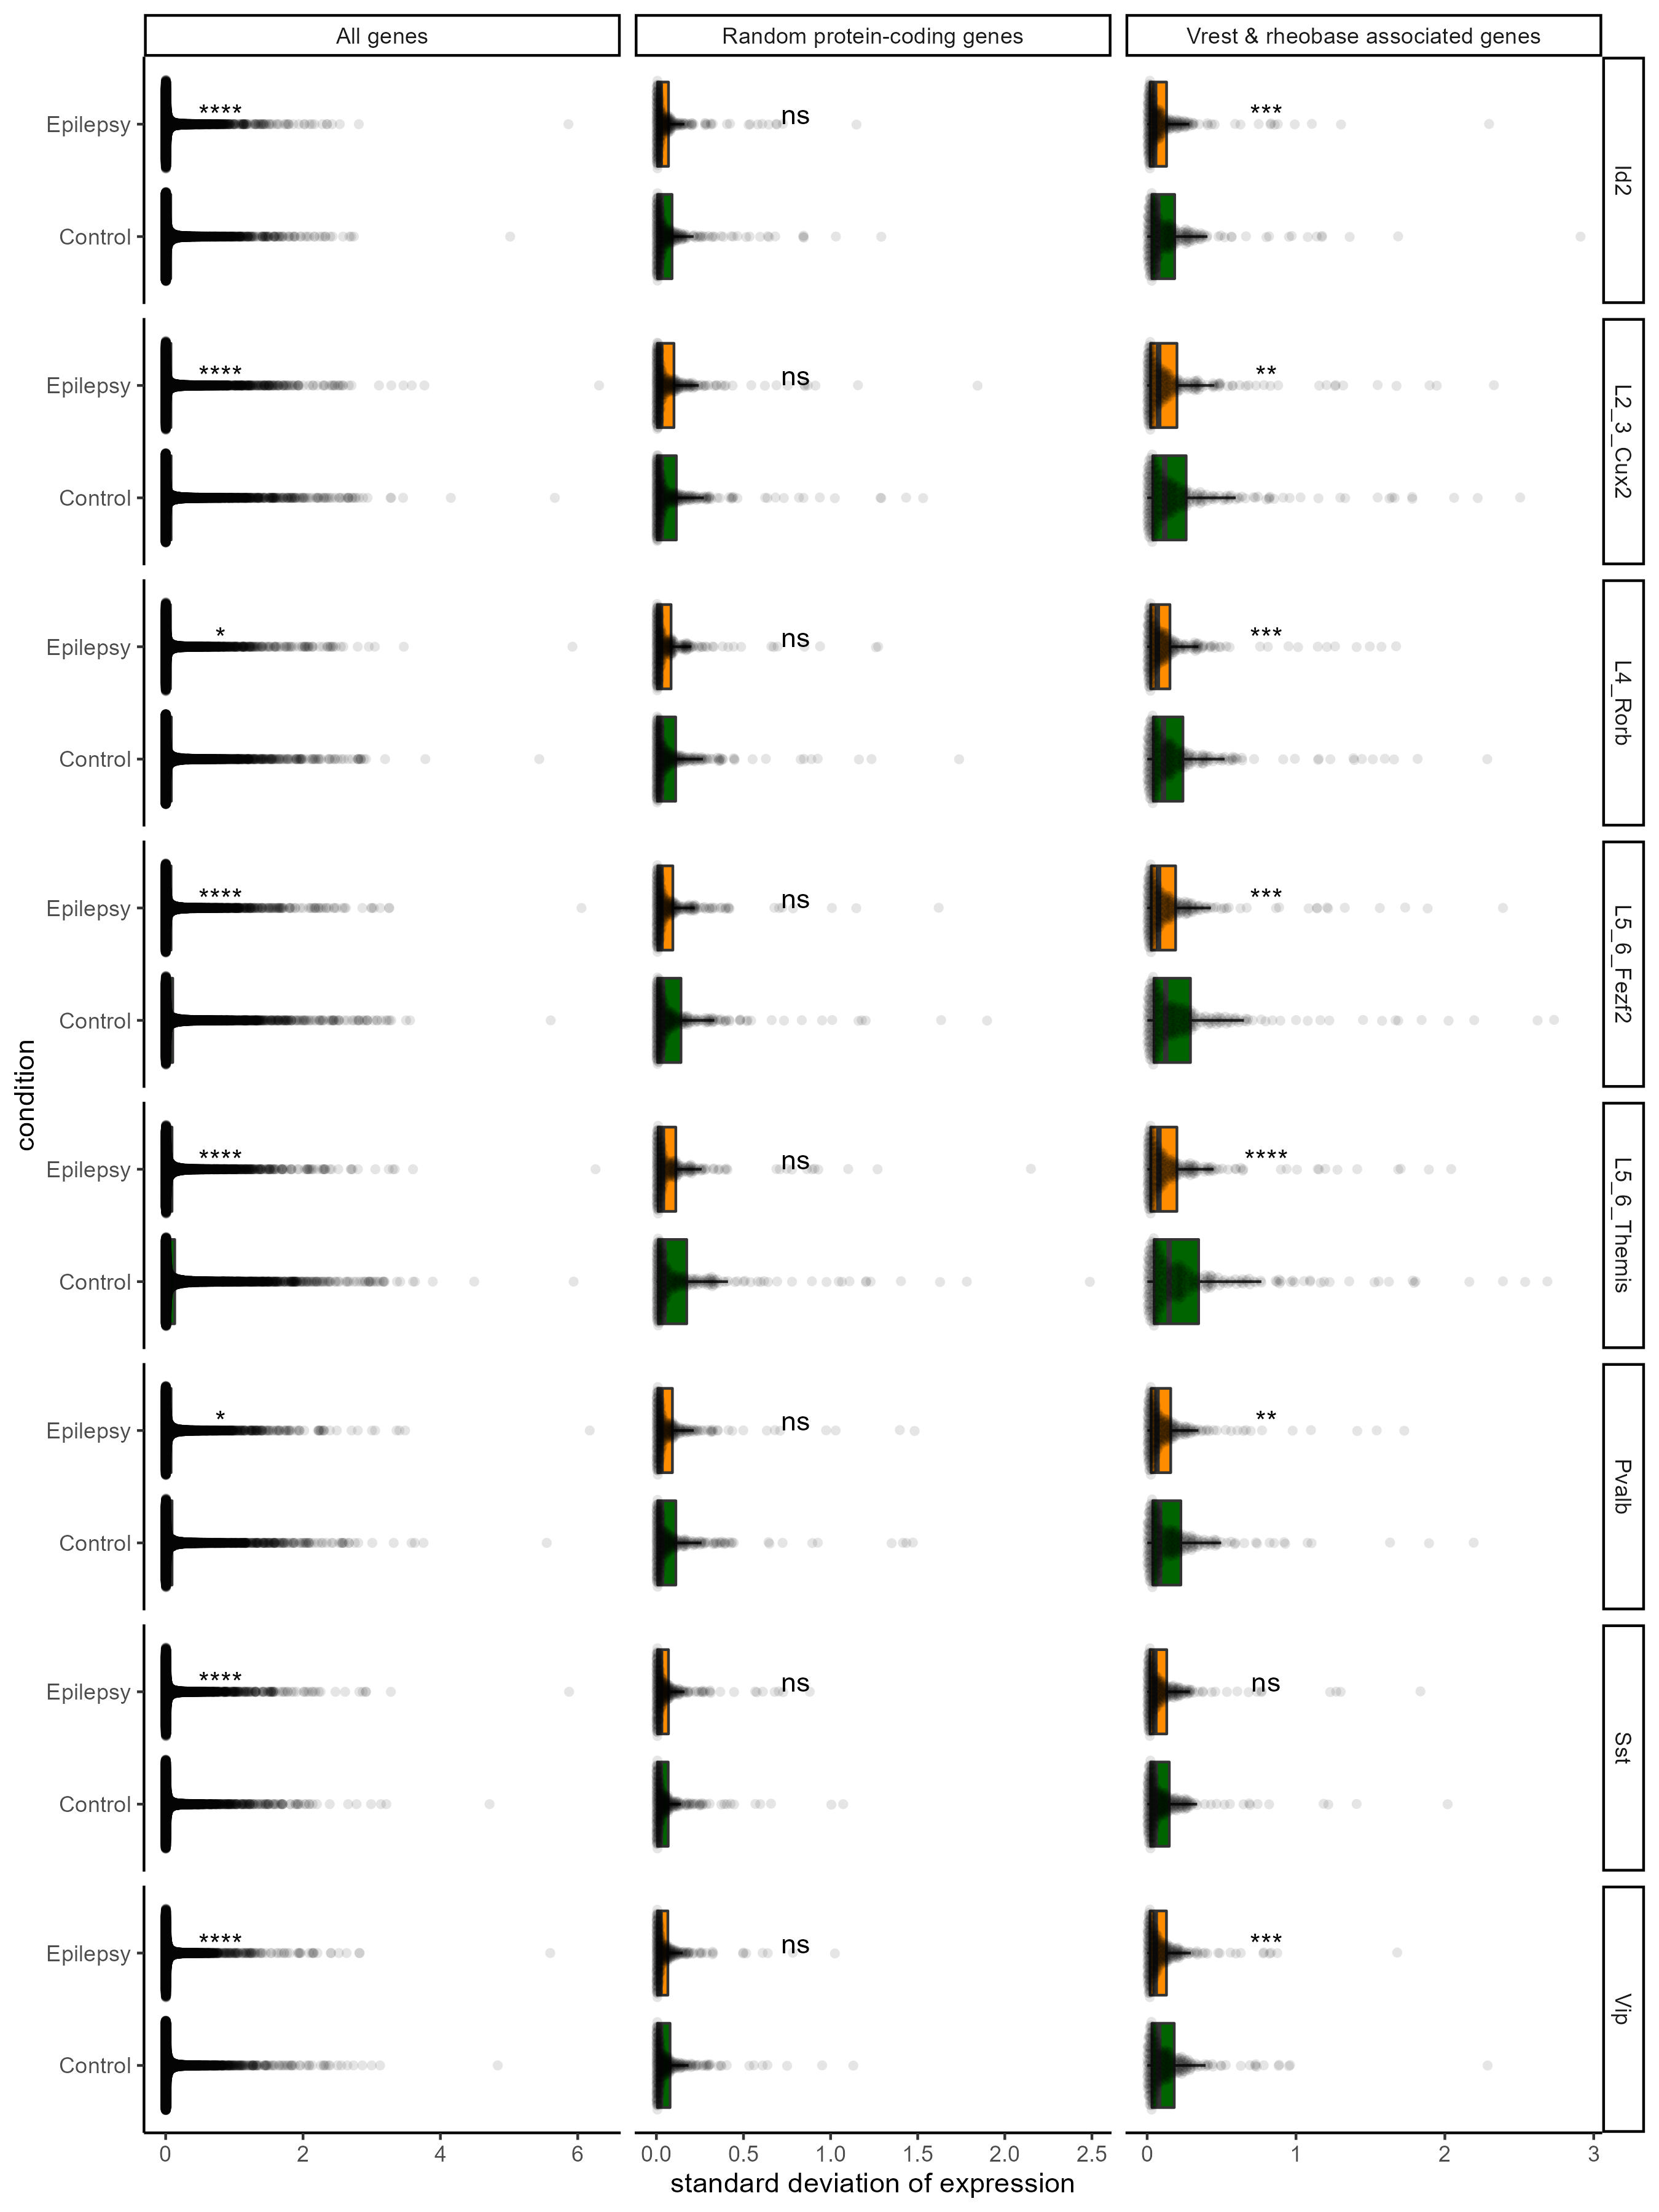 All genes
Random protein-coding genes
Vrest & rheobase associated genes
Epilepsy
****
ns
***
Control
Id2
Epilepsy
****
ns
**
Control
L2_3_Cux2
Epilepsy
*
ns
***
Control
L4_Rorb
Epilepsy
****
ns
***
Control
L5_6_Fezf2
condition
Epilepsy
****
ns
****
Control
L5_6_Themis
Epilepsy
*
ns
**
Control
Pvalb
Epilepsy
****
ns
ns
Control
Sst
Epilepsy
****
ns
***
Control
Vip
0 2 4 6
0.0 0.5 1.0 1.5 2.0 2.5
0 1 2 3
standard deviation of expression